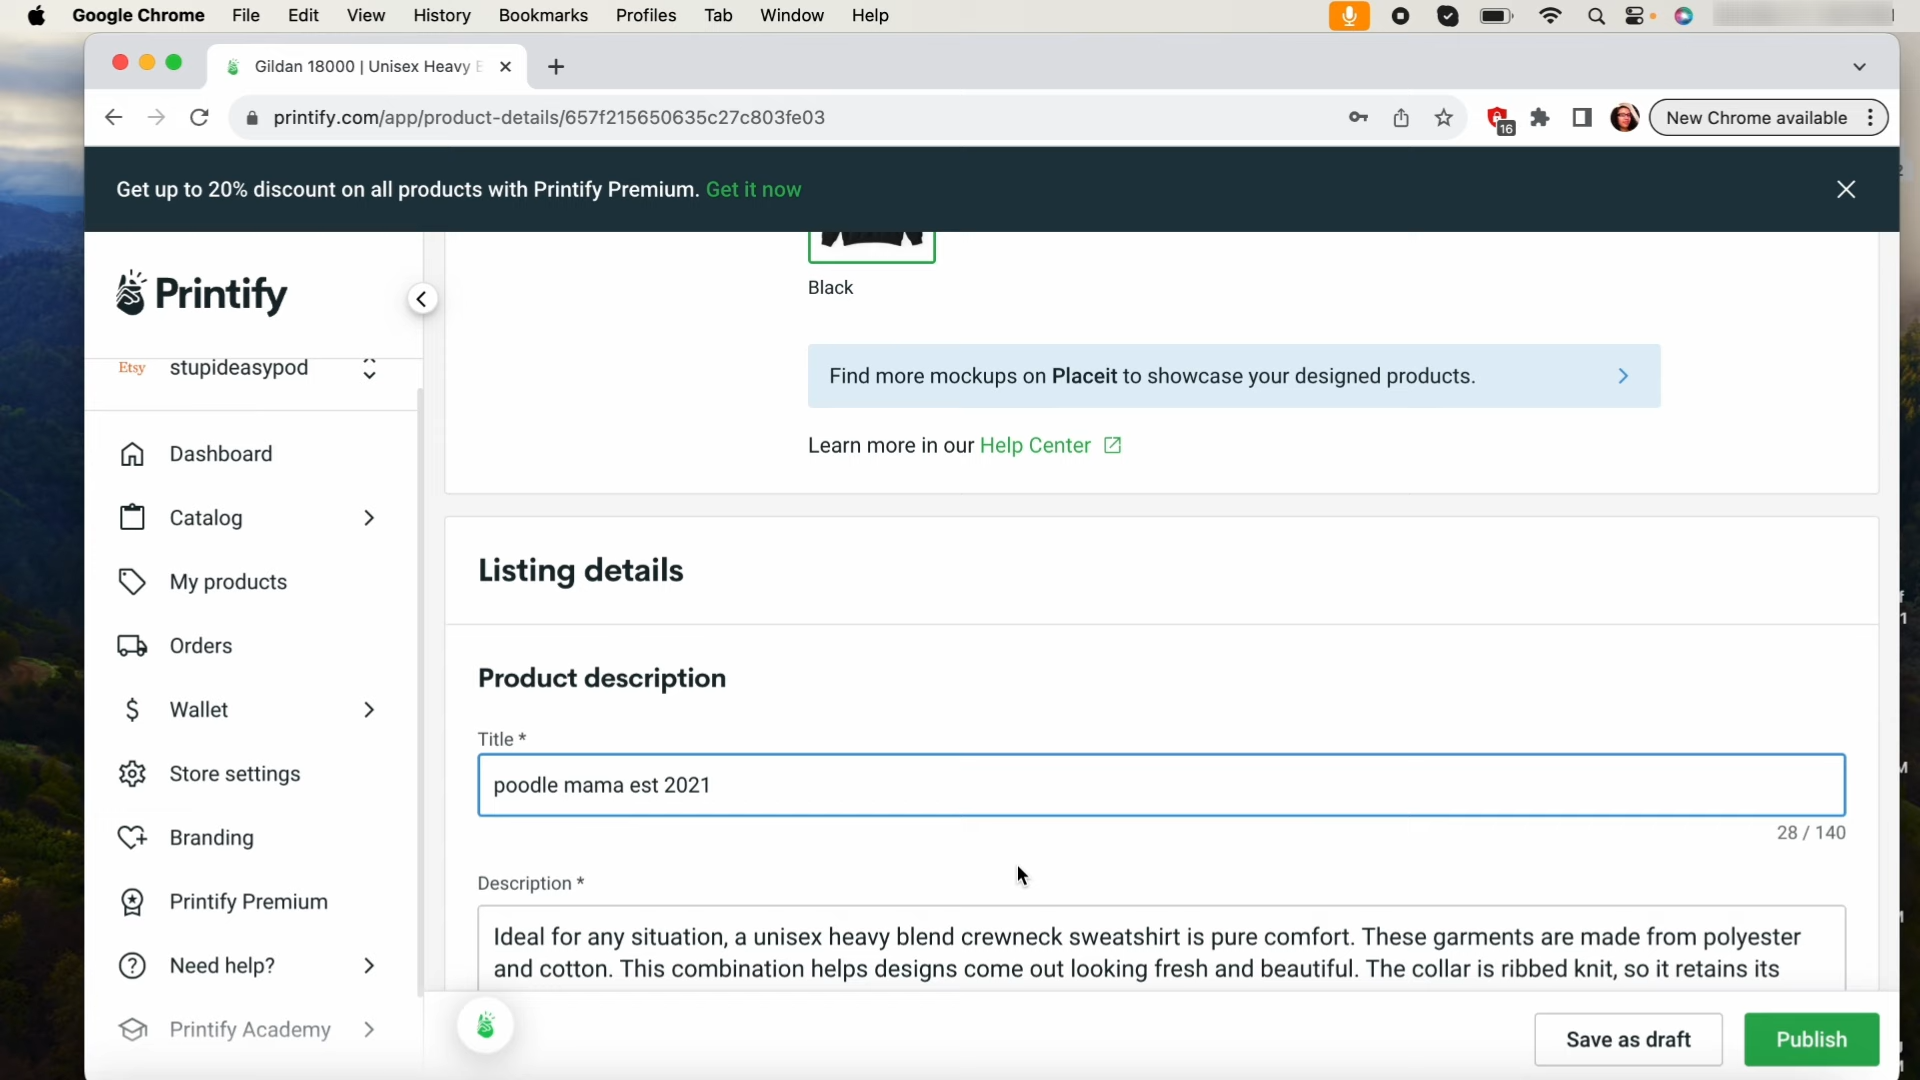 Google Chrome File Edit View History Bookmarks Profiles Tab Window Help
Gildan 18000 | Unisex Heavy
printify.com/app/product-details/657f215650635c27c803fe03
16
New Chrome available
Get up to 20% discount on all products with Printify Premium. Get it now
Printify
Etsy stupideasypod
Dashboard
Catalog
My products
Orders
Wallet
Store settings
Branding
Printify Premium
Need help?
Printify Academy
Black
Find more mockups on Placeit to showcase your designed products.
Learn more in our Help Center
Listing details
Product description
Title *
poodle mama est 2021
28 / 140
Description *
Ideal for any situation, a unisex heavy blend crewneck sweatshirt is pure comfort. These garments are made from polyester
and cotton. This combination helps designs come out looking fresh and beautiful. The collar is ribbed knit, so it retains its
Save as draft
Publish